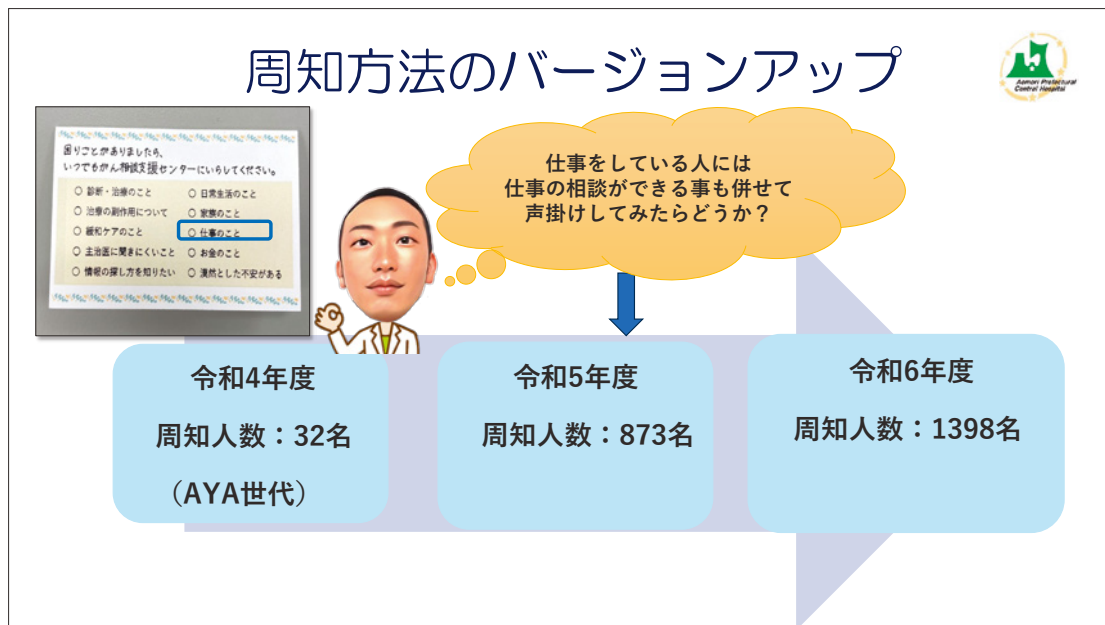 周知方法のバージョンアップ
Aomori Prefectural
Central Hospital
困りごとがありましたら、
いつでもがん相談支援センターにいらしてください。
○ 診断・治療のこと ○ 日常生活のこと
○ 治療の副作用について ○ 家族のこと
○ 緩和ケアのこと ○ 仕事のこと
○ 主治医に聞きにくいこと ○ お金のこと
○ 情報の探し方を知りたい ○ 漠然とした不安がある
仕事をしている人には
仕事の相談ができる事も併せて
声掛けしてみたらどうか？
令和4年度
周知人数：32名
（AYA世代）
令和5年度
周知人数：873名
令和6年度
周知人数：1398名